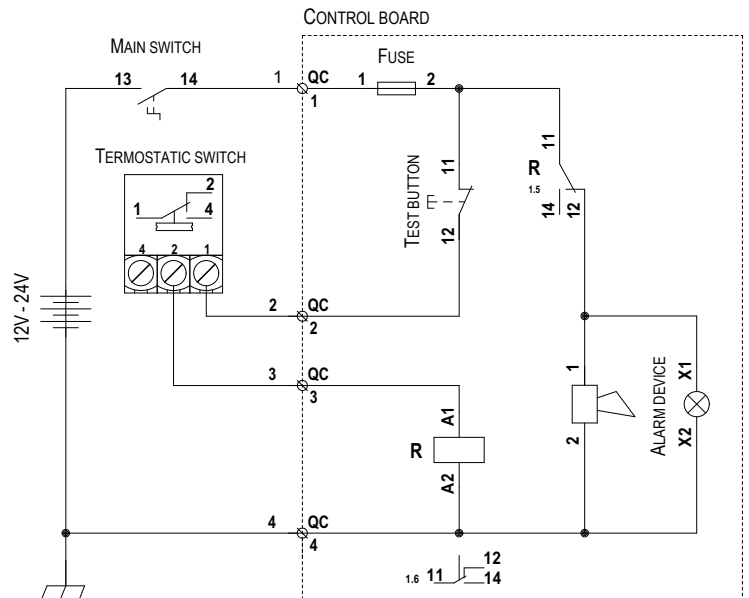 CONTROL BOARD
MAIN SWITCH
FUSE
13 14 1 QC 1 2
1
TERMOSTATIC SWITCH
2
1 4
4 2 1
11
TEST BUTTON
12
11
R
1.5
14 12
12V - 24V
2 QC
2
3 QC
3
A1
R
A2
1
2
ALARM DEVICE
X1
X2
4 QC
4
12
1.6 11 14